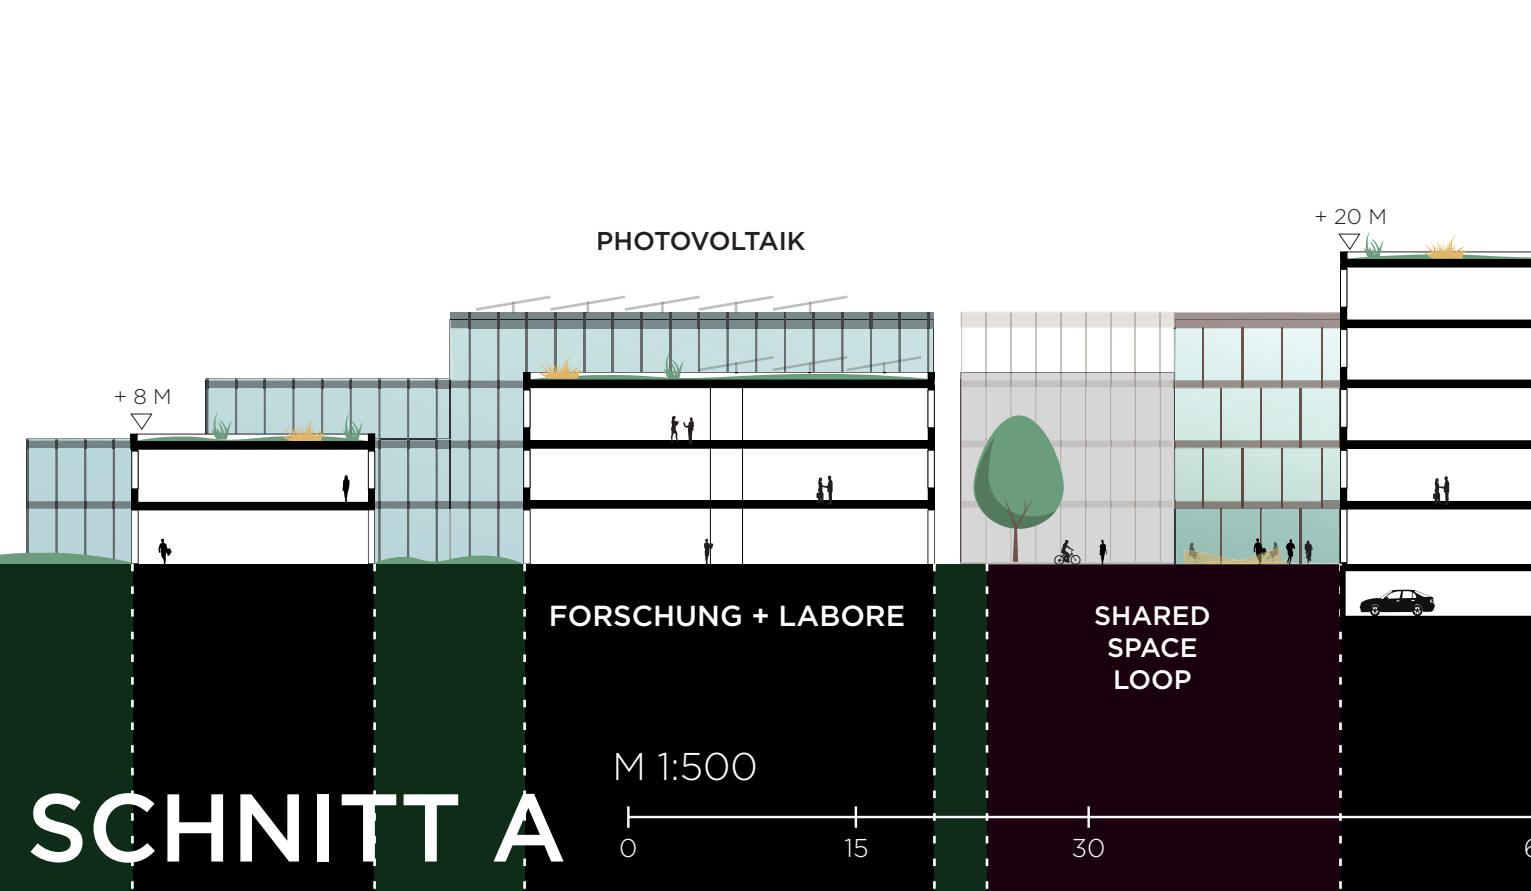 + 20 M
PHOTOVOLTAIK
+ 8 M
FORSCHUNG + LABORE
SHARED
SPACE
LOOP
M 1:500
SCHNITT A
0 15 30